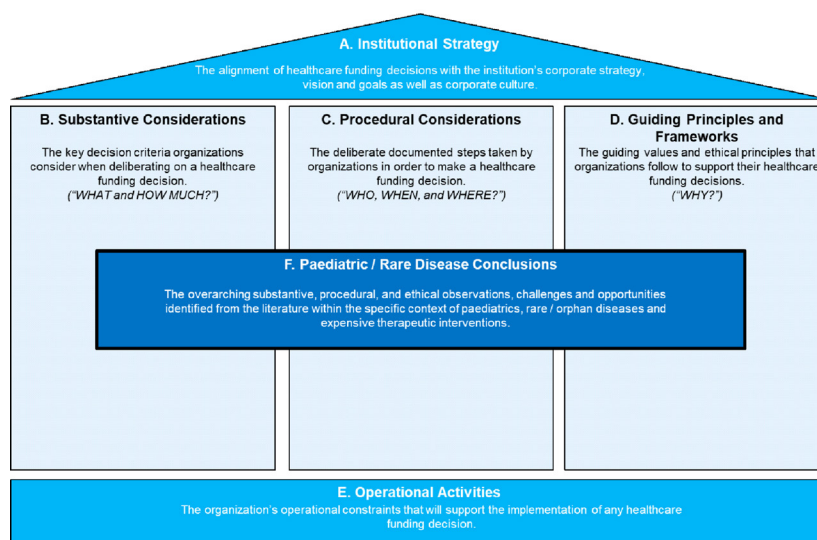 A. Institutional Strategy
The alignment of healthcare funding decisions with the institution's corporate strategy,
vision and goals as well as corporate culture.
B. Substantive Considerations
The key decision criteria organizations
consider when deliberating on a healthcare
funding decision.
("WHAT and HOW MUCH?")
C. Procedural Considerations
The deliberate documented steps taken by
organizations in order to make a healthcare
funding decision.
("WHO, WHEN, and WHERE?")
D. Guiding Principles and
Frameworks
The guiding values and ethical principles that
organizations follow to support their healthcare
funding decisions.
("WHY?")
F. Paediatric / Rare Disease Conclusions
The overarching substantive, procedural, and ethical observations, challenges and opportunities
identified from the literature within the specific context of paediatrics, rare / orphan diseases and
expensive therapeutic interventions.
E. Operational Activities
The organization's operational constraints that will support the implementation of any healthcare
funding decision.